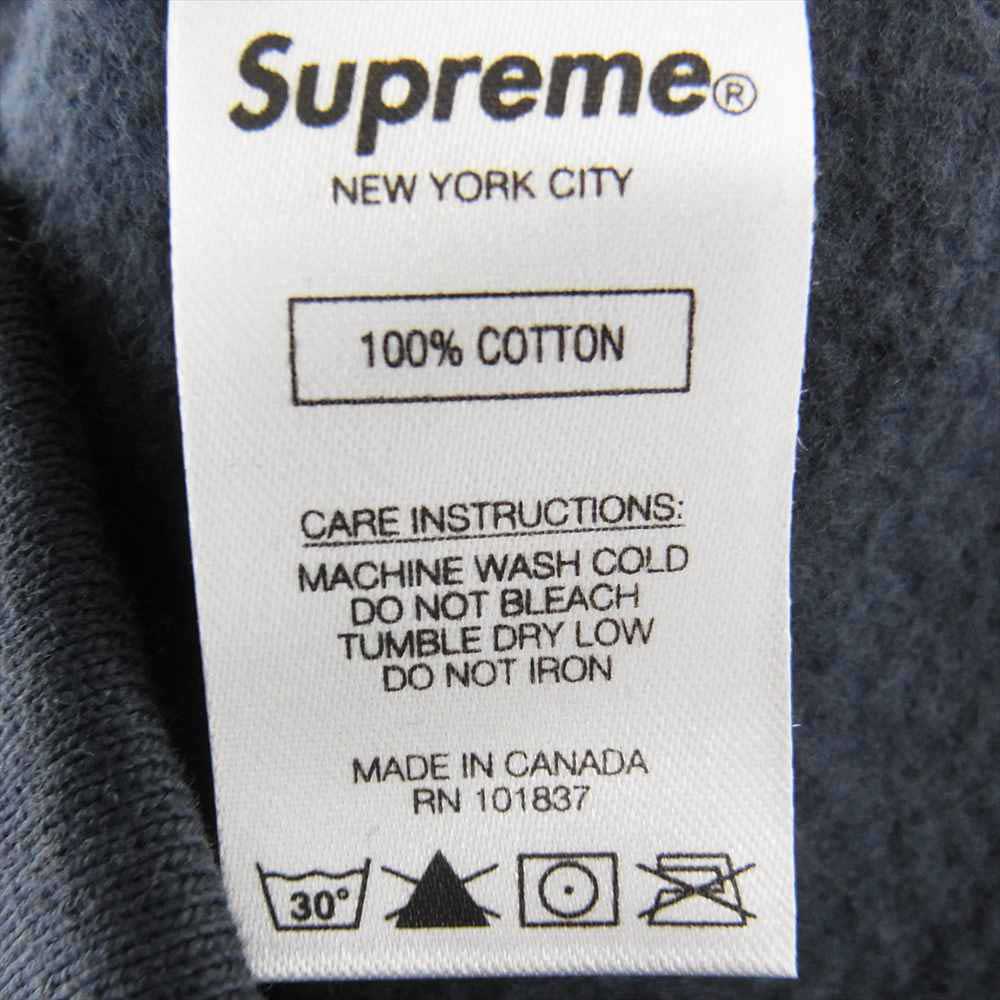 Supreme®
NEW YORK CITY
100% COTTON
CARE INSTRUCTIONS:
MACHINE WASH COLD
DO NOT BLEACH
TUMBLE DRY LOW
DO NOT IRON
MADE IN CANADA
RN 101837
30°